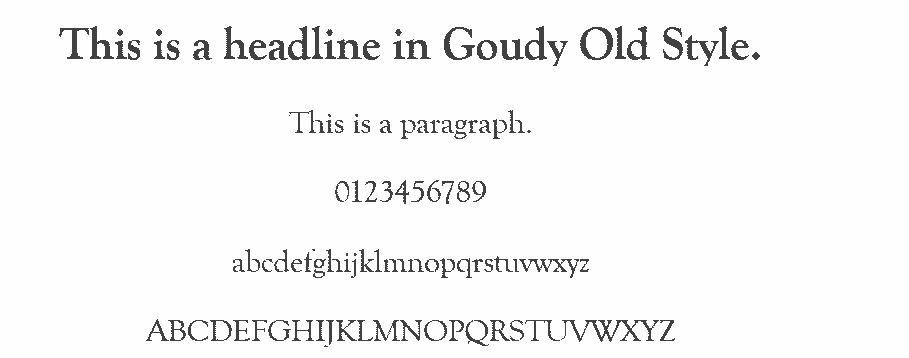 This is a headline in Goudy Old Style.
This is a paragraph.
0123456789
abcdefghijklmnopqrstuvwxyz
ABCDEFGHIJKLMNOPQRSTUVWXYZ